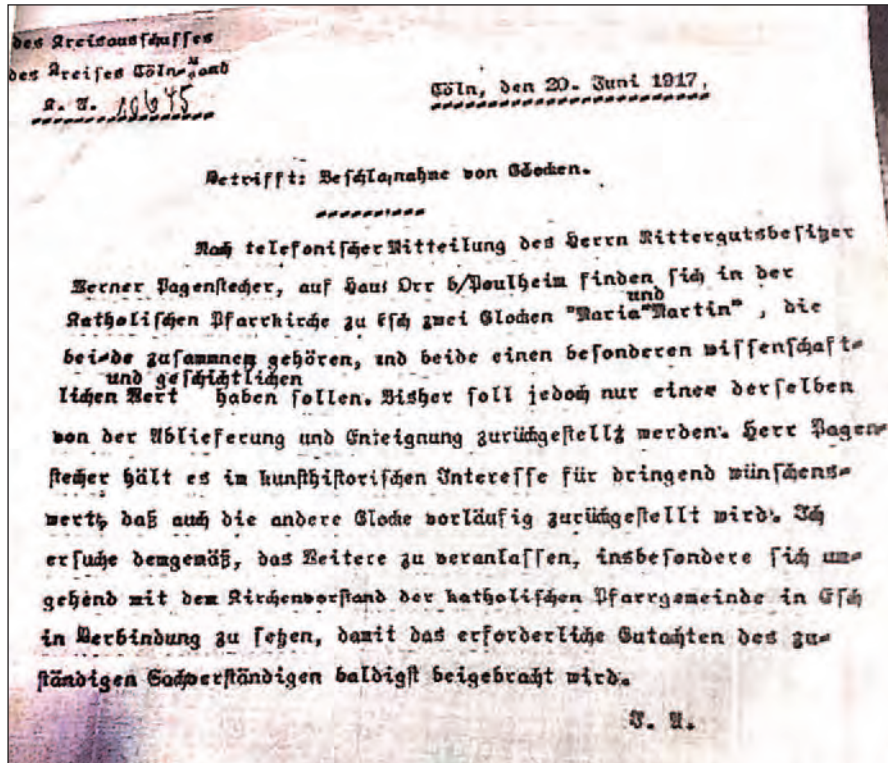 des Kreisausschusses
des Kreises Cöln-Land
K. A. 10645
Cöln, den 20. Juni 1917.
Betrifft: Beschlagnahme von Glocken.
Nach telefonischer Mitteilung des Herrn Rittergutsbesitzer
Werner Pagenstecher, auf Haus Orr b/Poulheim finden sich in der
und
Katholischen Pfarrkirche zu Esch zwei Glocken "Maria" "Martin", die
beide zusammen gehören, und beide einen besonderen wissenschaft-
und geschichtlichen
lichen Wert haben sollen. Bisher soll jedoch nur eine derselben
von der Ablieferung und Enteignung zurückgestellt werden. Herr Pagen-
stecher hält es im kunsthistorischen Interesse für dringend wünschens-
wert, daß auch die andere Glocke vorläufig zurückgestellt wird. Ich
ersuche demgemäß, das Weitere zu veranlassen, insbesondere sich um-
gehend mit dem Kirchenvorstand der katholischen Pfarrgemeinde in Esch
in Verbindung zu setzen, damit das erforderliche Gutachten des zu-
ständigen Sachverständigen baldigst beigebracht wird.
J. A.